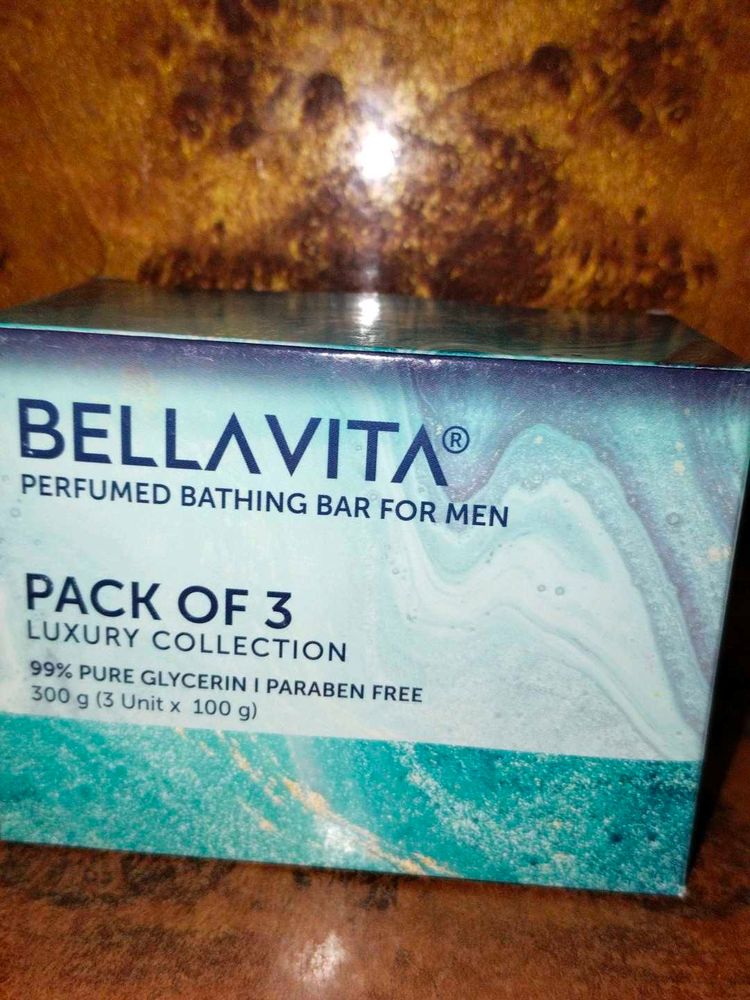 BELLAVITA®
PERFUMED BATHING BAR FOR MEN
PACK OF 3
LUXURY COLLECTION
99% PURE GLYCERIN I PARABEN FREE
300 g (3 Unit x 100 g)